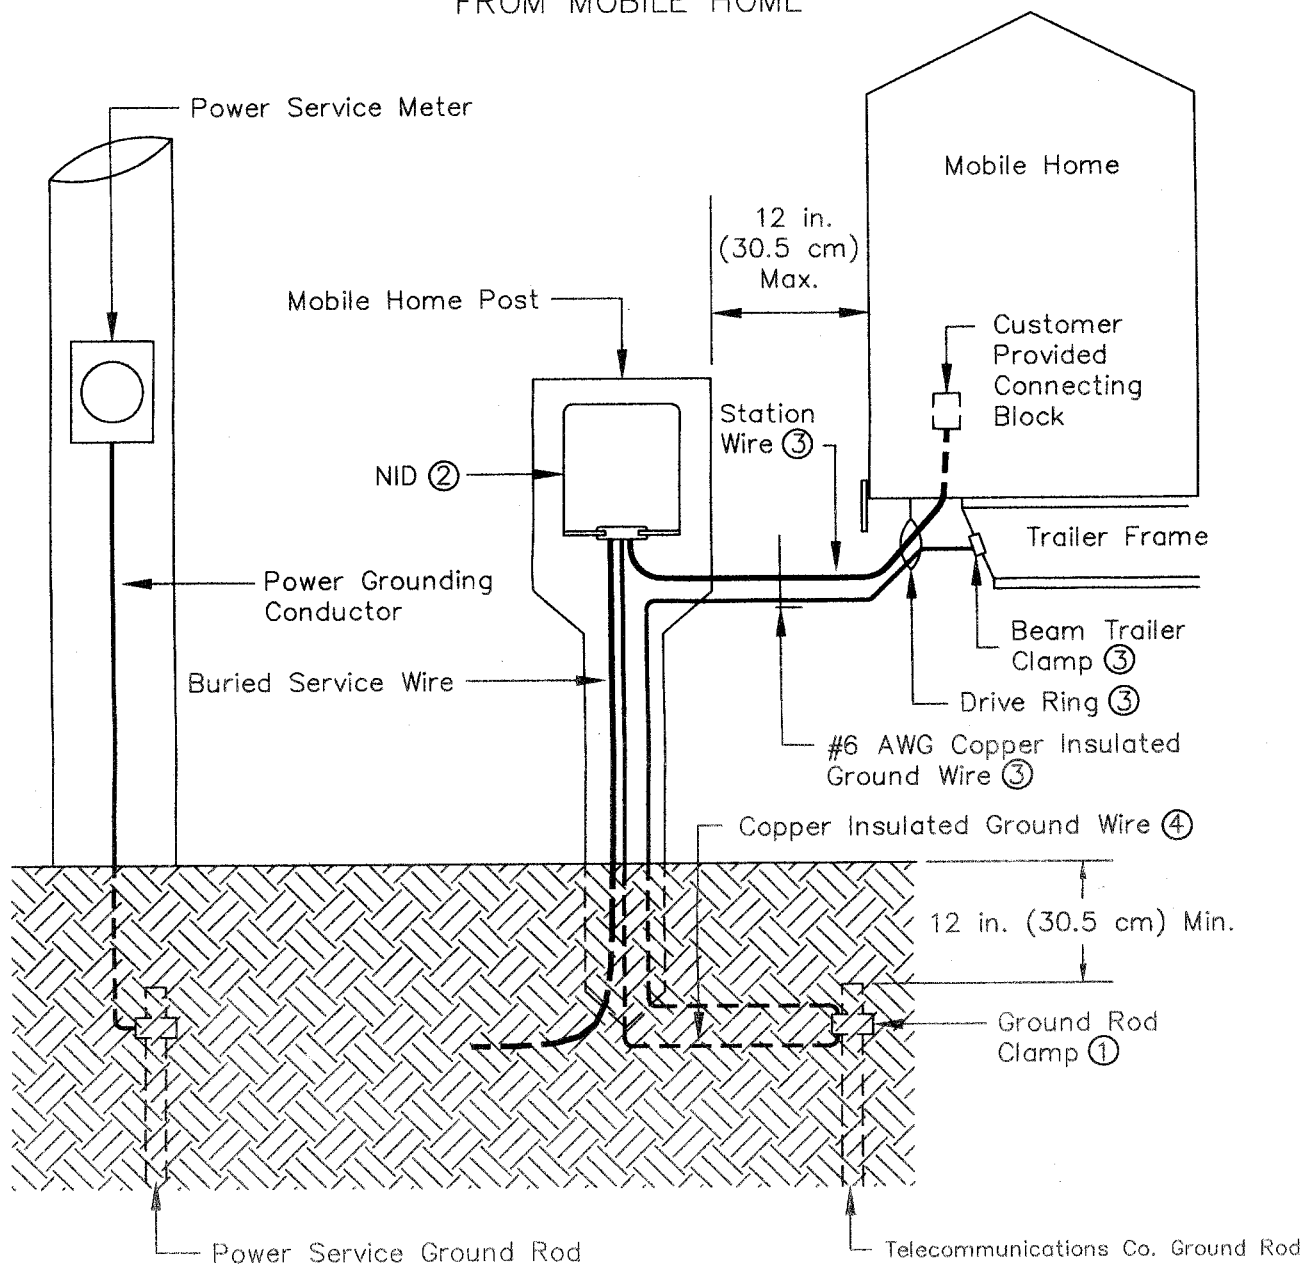 FROM MOBILE HOME
Power Service Meter
Mobile Home
12 in.
(30.5 cm)
Max.
Mobile Home Post
Customer
Provided
Connecting
Block
Station
Wire ③
NID ②
Trailer Frame
Power Grounding
Conductor
Beam Trailer
Clamp ③
Buried Service Wire
Drive Ring ③
#6 AWG Copper Insulated
Ground Wire ③
Copper Insulated Ground Wire ④
12 in. (30.5 cm) Min.
Ground Rod
Clamp ①
Power Service Ground Rod
Telecommunications Co. Ground Rod